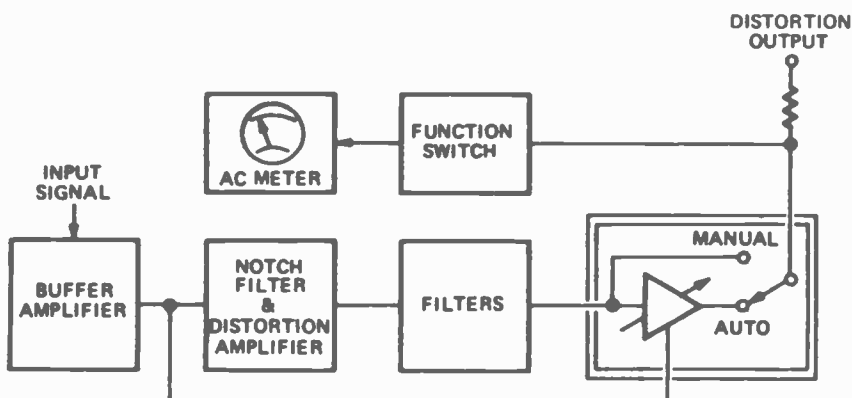 DISTORTION
OUTPUT
FUNCTION
SWITCH
AC METER
INPUT
SIGNAL
MANUAL
NOTCH
FILTER
&
DISTORTION
AMPLIFIER
BUFFER
AMPLIFIER
FILTERS
AUTO